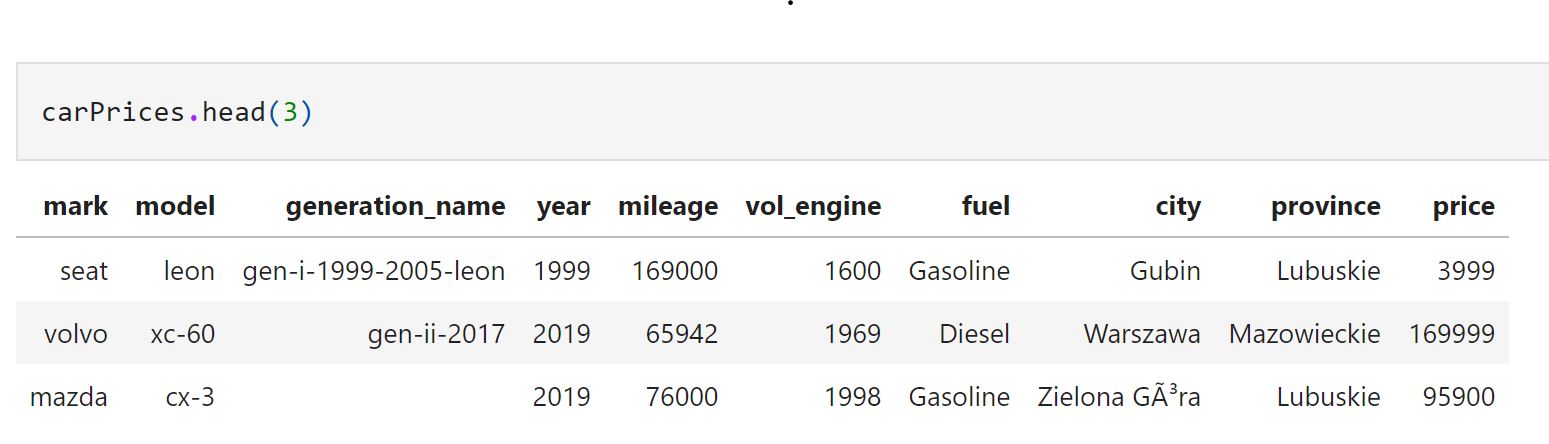 carPrices.head(3)
mark model generation_name year mileage vol_engine fuel city province price
seat leon gen-i-1999-2005-leon 1999 169000 1600 Gasoline Gubin Lubuskie 3999
volvo xc-60 gen-ii-2017 2019 65942 1969 Diesel Warszawa Mazowieckie 169999
mazda cx-3 2019 76000 1998 Gasoline Zielona GÃ³ra Lubuskie 95900